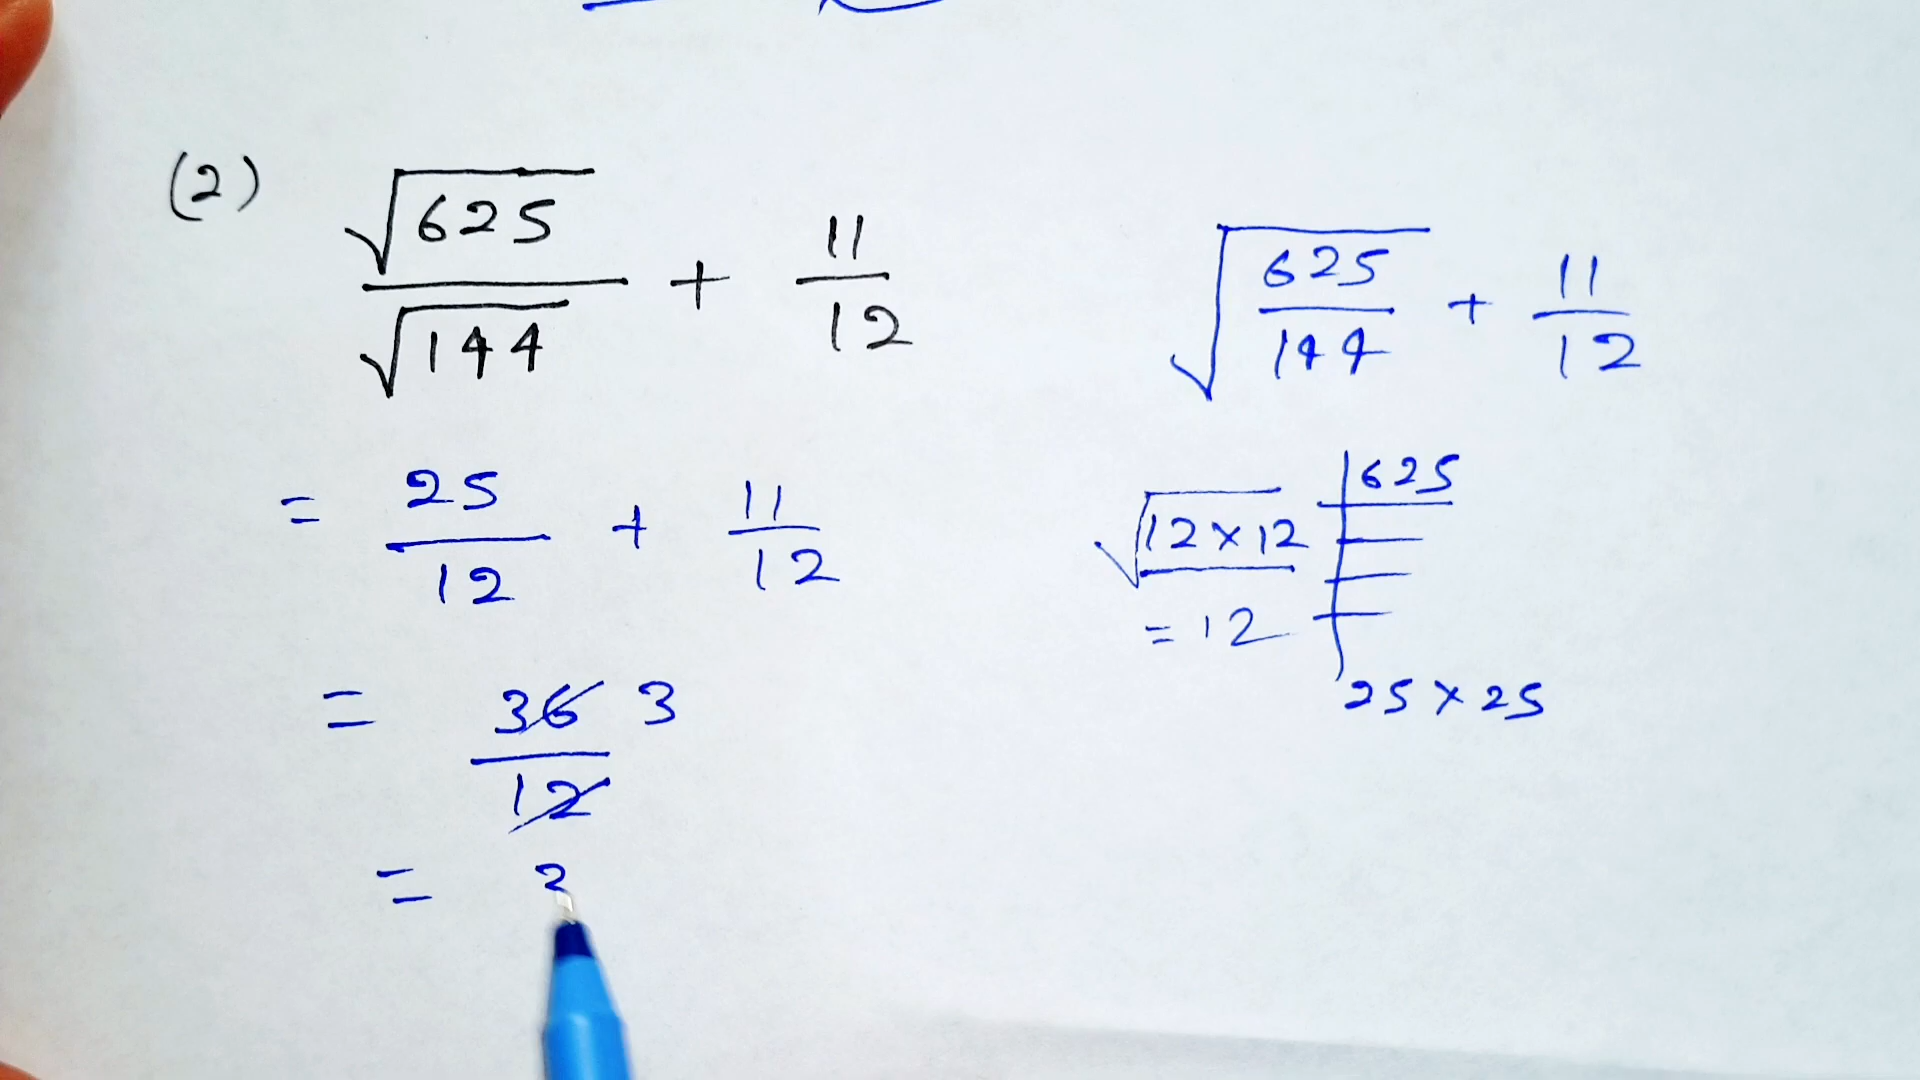 (2) √625 / √144 + 11/12
= 25/12 + 11/12
= 36/12 3
=
√625/144 + 11/12
√12×12
= 12
625
25 × 25